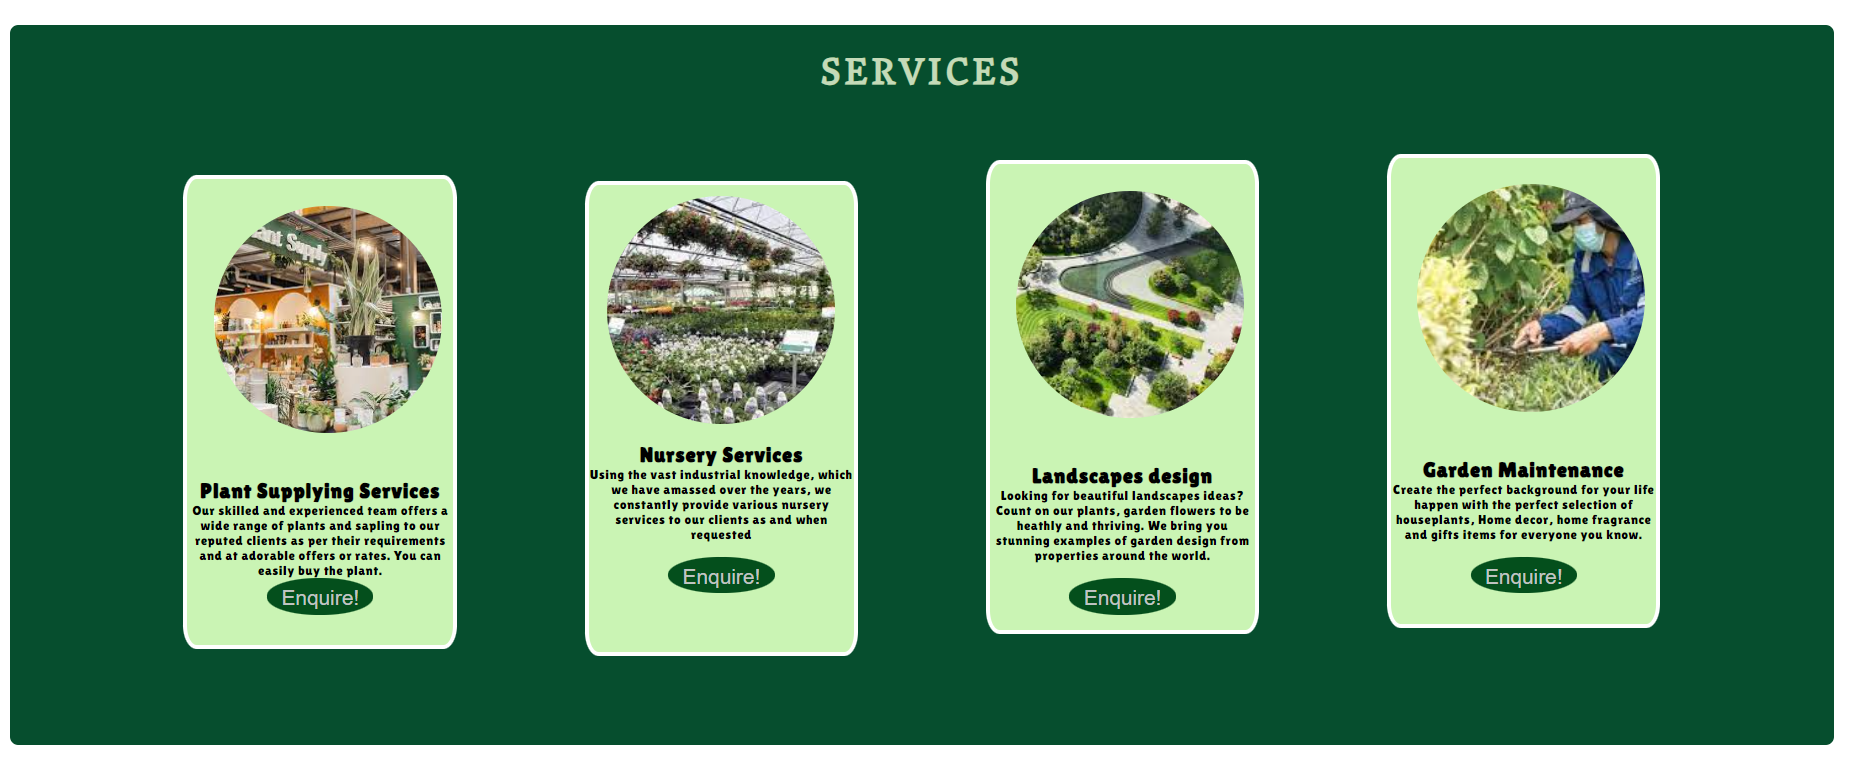 SERVICES
ant Supply
Plant Supplying Services
Our skilled and experienced team offers a
wide range of plants and sapling to our
reputed clients as per their requirements
and at adorable offers or rates. You can
easily buy the plant.
Enquire!
Nursery Services
Using the vast industrial knowledge, which
we have amassed over the years, we
constantly provide various nursery
services to our clients as and when
requested
Enquire!
Landscapes design
Looking for beautiful landscapes ideas?
Count on our plants, garden flowers to be
heathly and thriving. We bring you
stunning examples of garden design from
properties around the world.
Enquire!
Garden Maintenance
Create the perfect background for your life
happen with the perfect selection of
houseplants, Home decor, home fragrance
and gifts items for everyone you know.
Enquire!